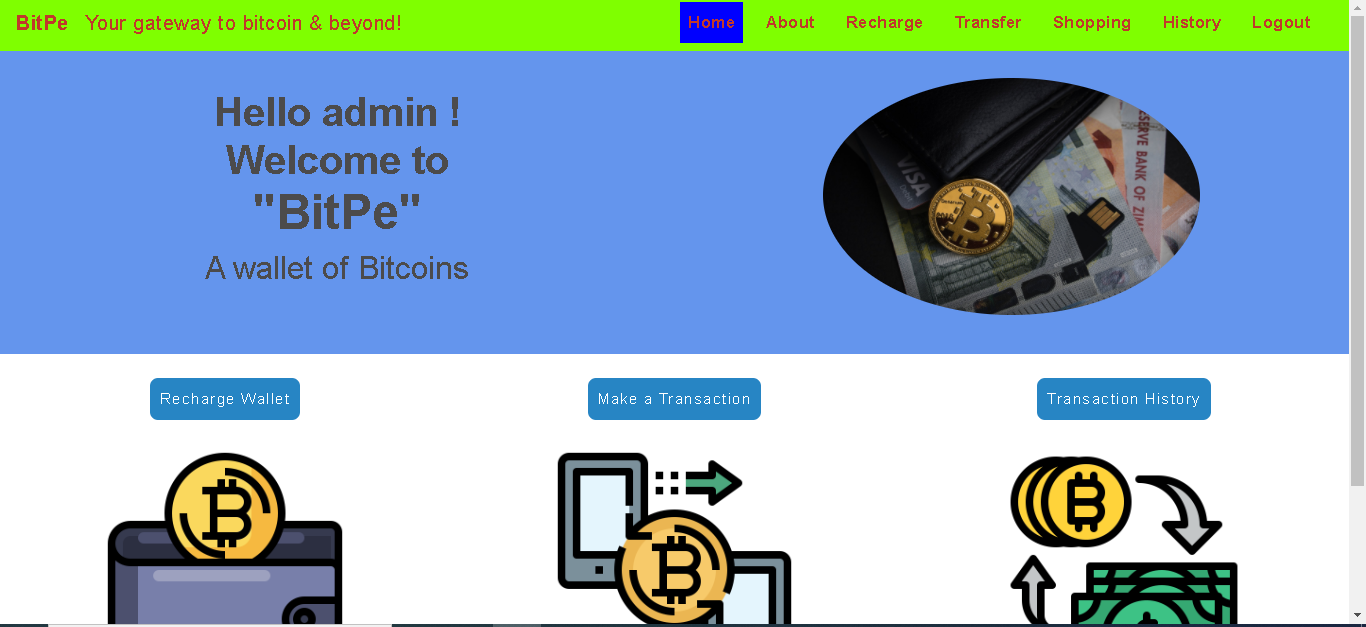 BitPe Your gateway to bitcoin & beyond!
Home About Recharge Transfer Shopping History Logout
Hello admin !
Welcome to
"BitPe"
A wallet of Bitcoins
VISA
RESERVE BANK OF ZIM
Recharge Wallet
Make a Transaction
Transaction History